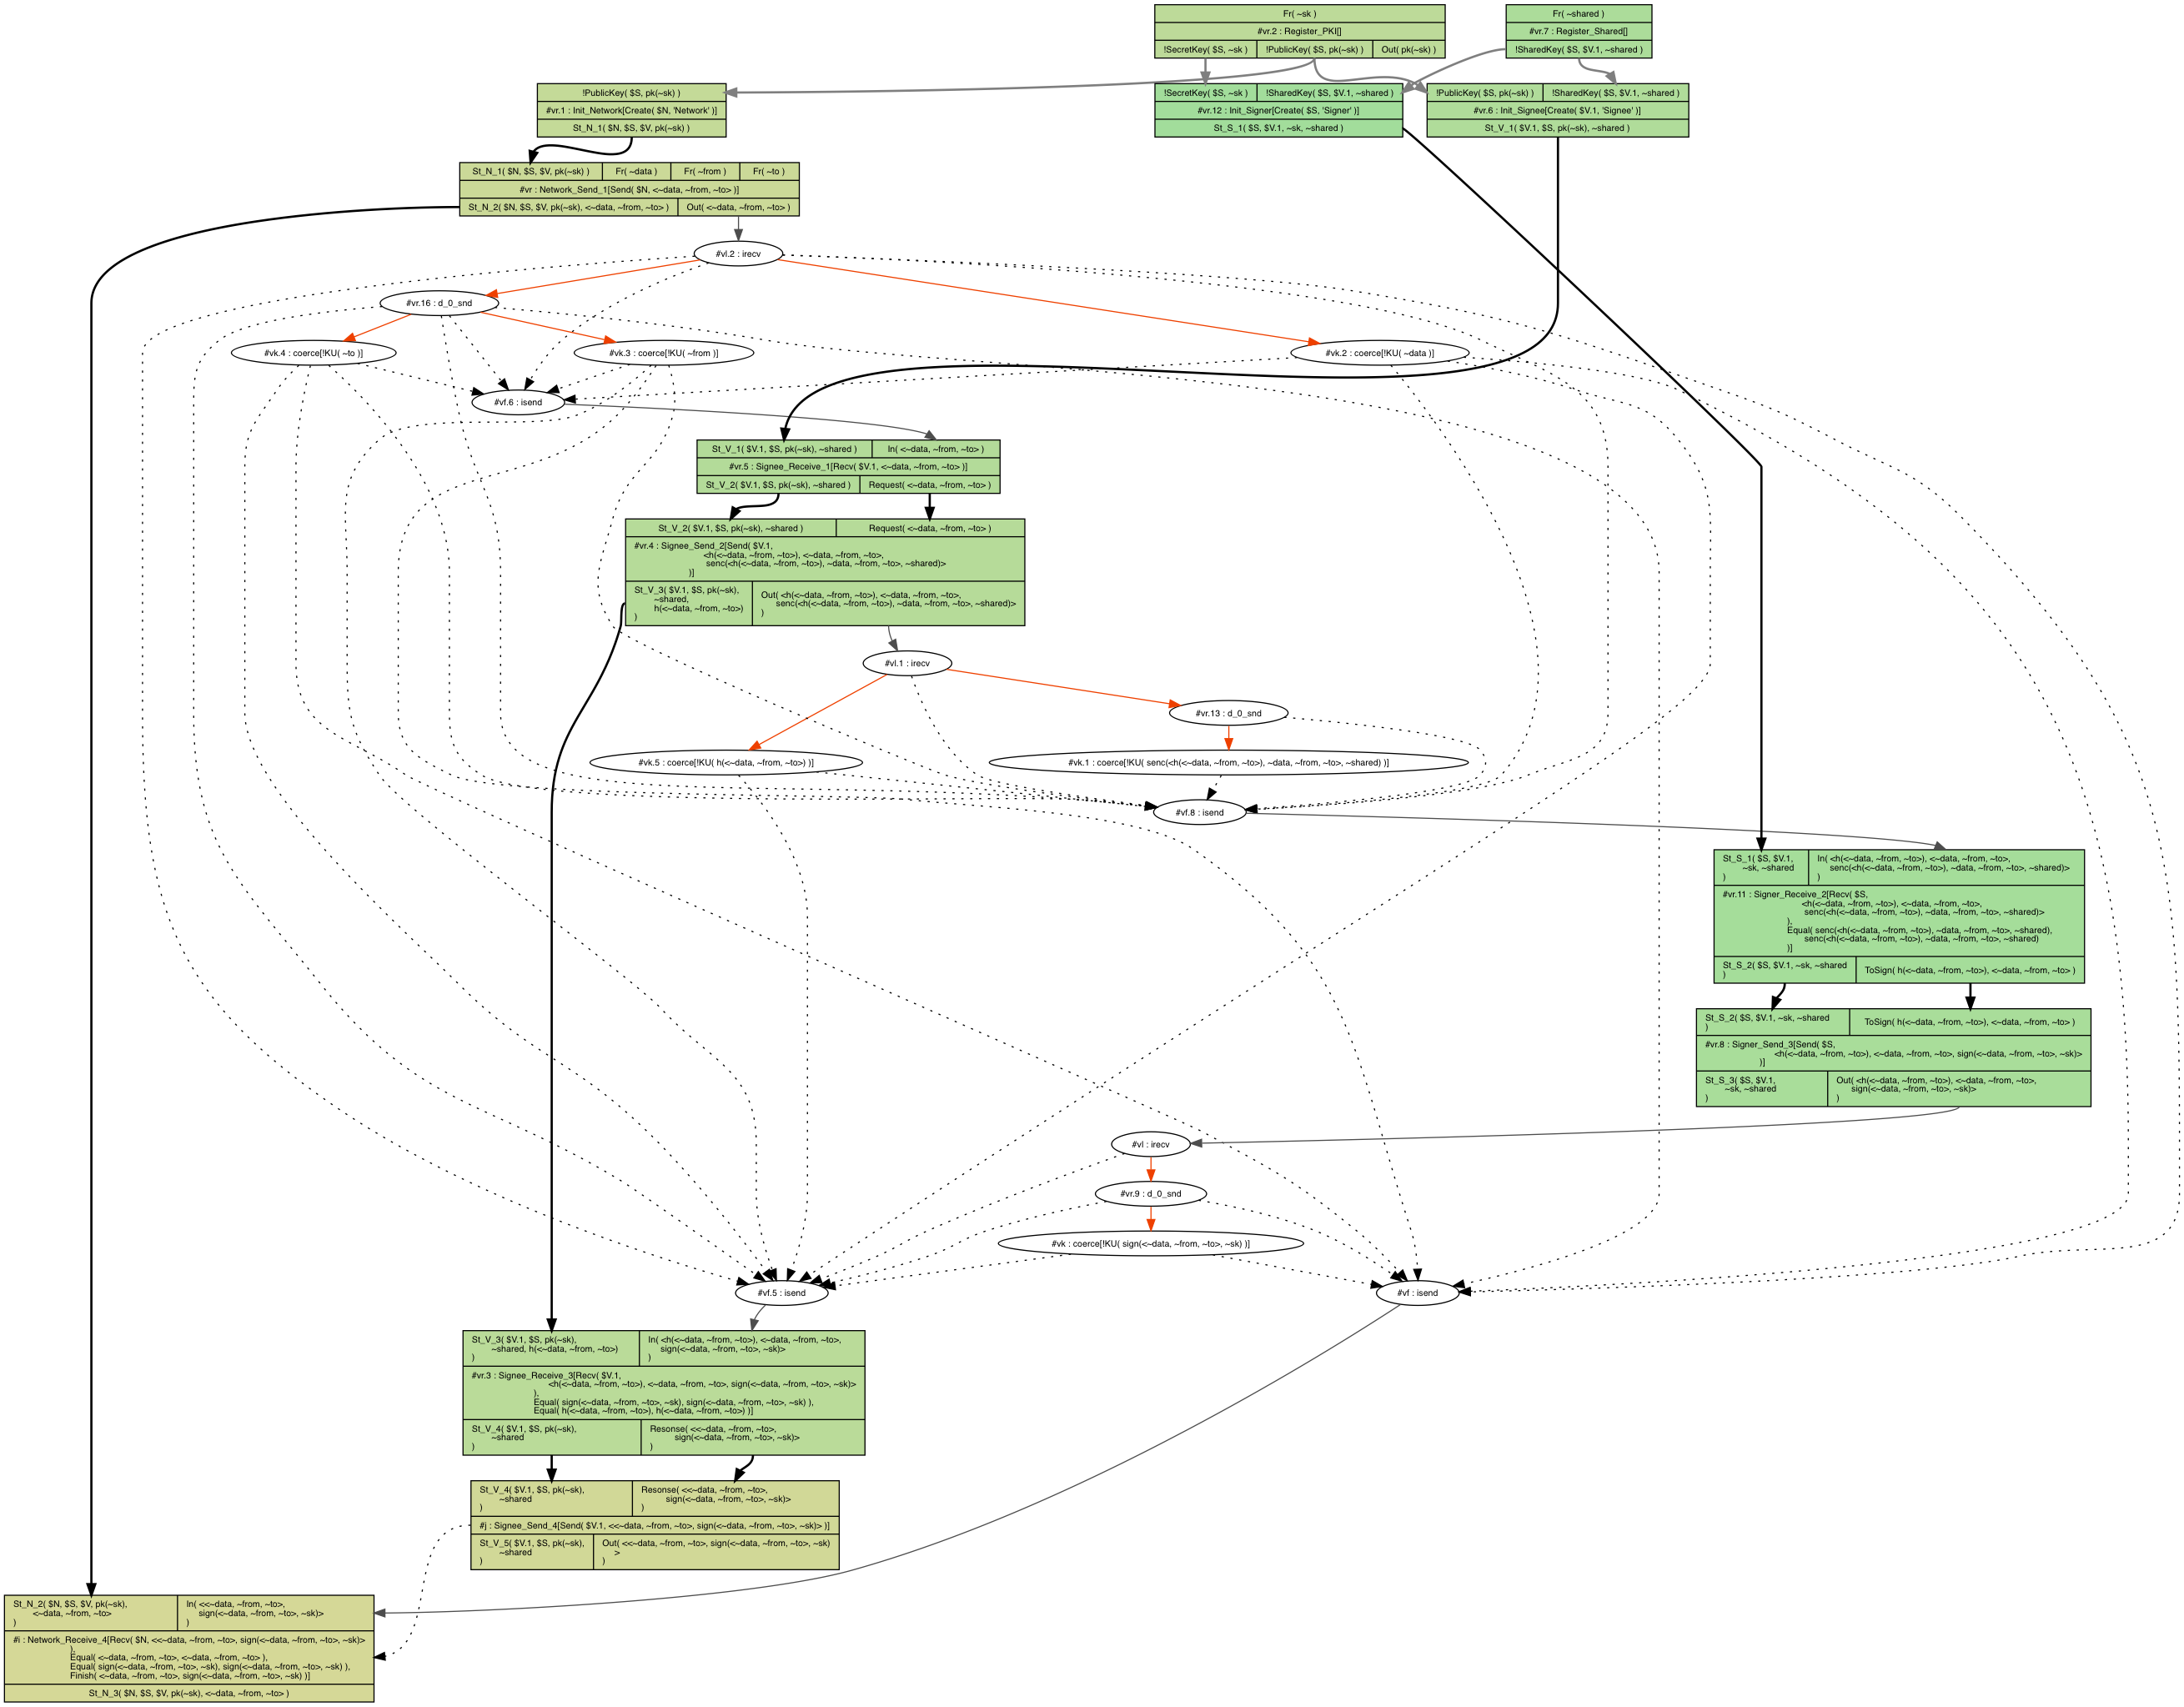 Fr( ~sk )
#vr.2 : Register_PKI[]
!SecretKey( $S, ~sk )
!PublicKey( $S, pk(~sk) )
Out( pk(~sk) )
Fr( ~shared )
#vr.7 : Register_Shared[]
!SharedKey( $S, $V.1, ~shared )
!PublicKey( $S, pk(~sk) )
#vr.1 : Init_Network[Create( $N, 'Network' )]
St_N_1( $N, $S, $V, pk(~sk) )
!SecretKey( $S, ~sk )
!SharedKey( $S, $V.1, ~shared )
#vr.12 : Init_Signer[Create( $S, 'Signer' )]
St_S_1( $S, $V.1, ~sk, ~shared )
!PublicKey( $S, pk(~sk) )
!SharedKey( $S, $V.1, ~shared )
#vr.6 : Init_Signee[Create( $V.1, 'Signee' )]
St_V_1( $V.1, $S, pk(~sk), ~shared )
St_N_1( $N, $S, $V, pk(~sk) )
Fr( ~data )
Fr( ~from )
Fr( ~to )
#vr : Network_Send_1[Send( $N, <~data, ~from, ~to> )]
St_N_2( $N, $S, $V, pk(~sk), <~data, ~from, ~to> )
Out( <~data, ~from, ~to> )
#vl.2 : irecv
#vr.16 : d_0_snd
#vk.4 : coerce[!KU( ~to )]
#vk.3 : coerce[!KU( ~from )]
#vk.2 : coerce[!KU( ~data )]
#vf.6 : isend
St_V_1( $V.1, $S, pk(~sk), ~shared )
In( <~data, ~from, ~to> )
#vr.5 : Signee_Receive_1[Recv( $V.1, <~data, ~from, ~to> )]
St_V_2( $V.1, $S, pk(~sk), ~shared )
Request( <~data, ~from, ~to> )
St_V_2( $V.1, $S, pk(~sk), ~shared )
Request( <~data, ~from, ~to> )
#vr.4 : Signee_Send_2[Send( $V.1,
<h(<~data, ~from, ~to>), <~data, ~from, ~to>,
senc(<h(<~data, ~from, ~to>), ~data, ~from, ~to>, ~shared)>
)]
St_V_3( $V.1, $S, pk(~sk),
~shared,
h(<~data, ~from, ~to>)
)
Out( <h(<~data, ~from, ~to>), <~data, ~from, ~to>,
senc(<h(<~data, ~from, ~to>), ~data, ~from, ~to>, ~shared)>
)
#vl.1 : irecv
#vr.13 : d_0_snd
#vk.5 : coerce[!KU( h(<~data, ~from, ~to>) )]
#vk.1 : coerce[!KU( senc(<h(<~data, ~from, ~to>), ~data, ~from, ~to>, ~shared) )]
#vf.8 : isend
St_S_1( $S, $V.1,
~sk, ~shared
)
In( <h(<~data, ~from, ~to>), <~data, ~from, ~to>,
senc(<h(<~data, ~from, ~to>), ~data, ~from, ~to>, ~shared)>
)
#vr.11 : Signer_Receive_2[Recv( $S,
<h(<~data, ~from, ~to>), <~data, ~from, ~to>,
senc(<h(<~data, ~from, ~to>), ~data, ~from, ~to>, ~shared)>
),
Equal( senc(<h(<~data, ~from, ~to>), ~data, ~from, ~to>, ~shared),
senc(<h(<~data, ~from, ~to>), ~data, ~from, ~to>, ~shared)
)]
St_S_2( $S, $V.1, ~sk, ~shared
)
ToSign( h(<~data, ~from, ~to>), <~data, ~from, ~to> )
St_S_2( $S, $V.1, ~sk, ~shared
)
ToSign( h(<~data, ~from, ~to>), <~data, ~from, ~to> )
#vr.8 : Signer_Send_3[Send( $S,
<h(<~data, ~from, ~to>), <~data, ~from, ~to>, sign(<~data, ~from, ~to>, ~sk)>
)]
St_S_3( $S, $V.1,
~sk, ~shared
)
Out( <h(<~data, ~from, ~to>), <~data, ~from, ~to>,
sign(<~data, ~from, ~to>, ~sk)>
)
#vl : irecv
#vr.9 : d_0_snd
#vk : coerce[!KU( sign(<~data, ~from, ~to>, ~sk) )]
#vf.5 : isend
#vf : isend
St_V_3( $V.1, $S, pk(~sk),
~shared, h(<~data, ~from, ~to>)
)
In( <h(<~data, ~from, ~to>), <~data, ~from, ~to>,
sign(<~data, ~from, ~to>, ~sk)>
)
#vr.3 : Signee_Receive_3[Recv( $V.1,
<h(<~data, ~from, ~to>), <~data, ~from, ~to>, sign(<~data, ~from, ~to>, ~sk)>
),
Equal( sign(<~data, ~from, ~to>, ~sk), sign(<~data, ~from, ~to>, ~sk) ),
Equal( h(<~data, ~from, ~to>), h(<~data, ~from, ~to>) )]
St_V_4( $V.1, $S, pk(~sk),
~shared
)
Resonse( <<~data, ~from, ~to>,
sign(<~data, ~from, ~to>, ~sk)>
)
St_V_4( $V.1, $S, pk(~sk),
~shared
)
Resonse( <<~data, ~from, ~to>,
sign(<~data, ~from, ~to>, ~sk)>
)
#j : Signee_Send_4[Send( $V.1, <<~data, ~from, ~to>, sign(<~data, ~from, ~to>, ~sk)> )]
St_V_5( $V.1, $S, pk(~sk),
~shared
)
Out( <<~data, ~from, ~to>, sign(<~data, ~from, ~to>, ~sk)
>
)
St_N_2( $N, $S, $V, pk(~sk),
<~data, ~from, ~to>
)
In( <<~data, ~from, ~to>,
sign(<~data, ~from, ~to>, ~sk)>
)
#i : Network_Receive_4[Recv( $N, <<~data, ~from, ~to>, sign(<~data, ~from, ~to>, ~sk)>
),
Equal( <~data, ~from, ~to>, <~data, ~from, ~to> ),
Equal( sign(<~data, ~from, ~to>, ~sk), sign(<~data, ~from, ~to>, ~sk) ),
Finish( <~data, ~from, ~to>, sign(<~data, ~from, ~to>, ~sk) )]
St_N_3( $N, $S, $V, pk(~sk), <~data, ~from, ~to> )